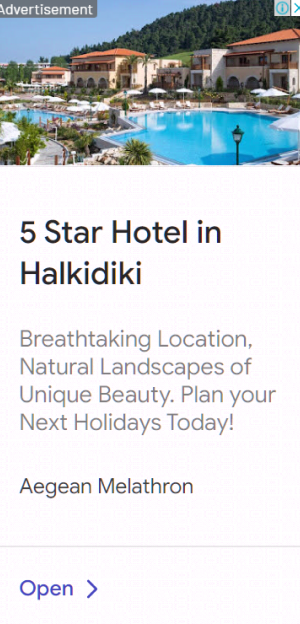 Advertisement
5 Star Hotel in
Halkidiki
Breathtaking Location,
Natural Landscapes of
Unique Beauty. Plan your
Next Holidays Today!
Aegean Melathron
Open